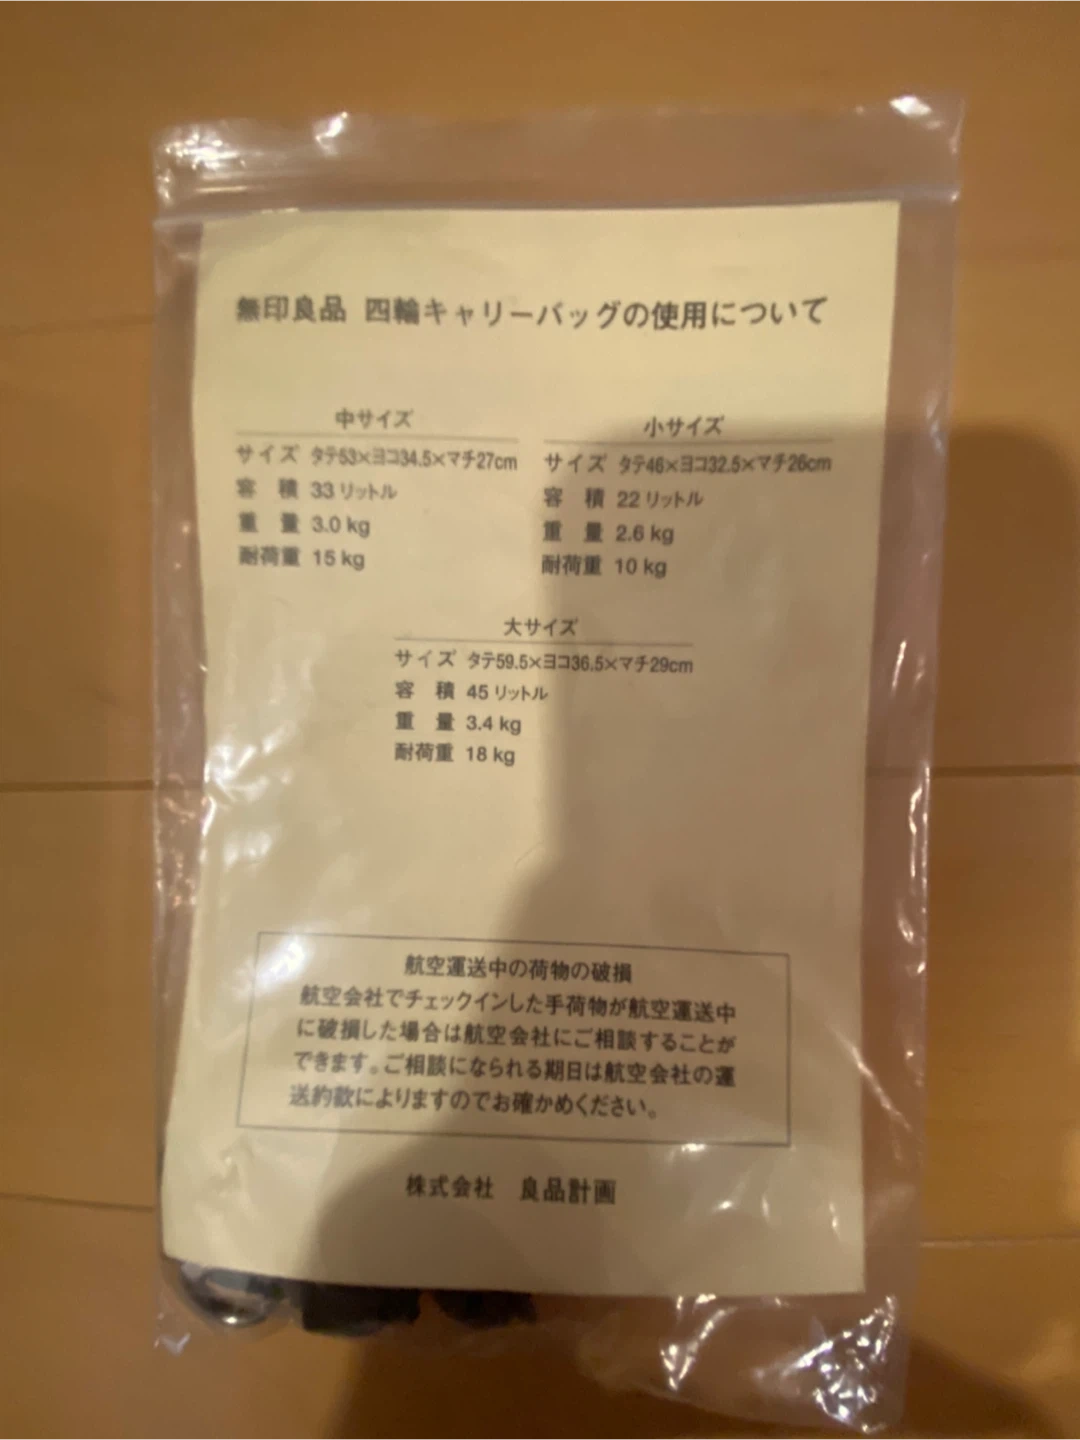 無印良品 四輪キャリーバッグの使用について
中サイズ
サイズ タテ53×ヨコ34.5×マチ27cm
容 積 33リットル
重 量 3.0 kg
耐荷重 15 kg
小サイズ
サイズ タテ46×ヨコ32.5×マチ26cm
容 積 22リットル
重 量 2.6 kg
耐荷重 10 kg
大サイズ
サイズ タテ59.5×ヨコ36.5×マチ29cm
容 積 45リットル
重 量 3.4 kg
耐荷重 18 kg
航空運送中の荷物の破損
航空会社でチェックインした手荷物が航空運送中
に破損した場合は航空会社にご相談することが
できます。ご相談になられる期日は航空会社の運
送約款によりますのでお確かめください。
株式会社 良品計画